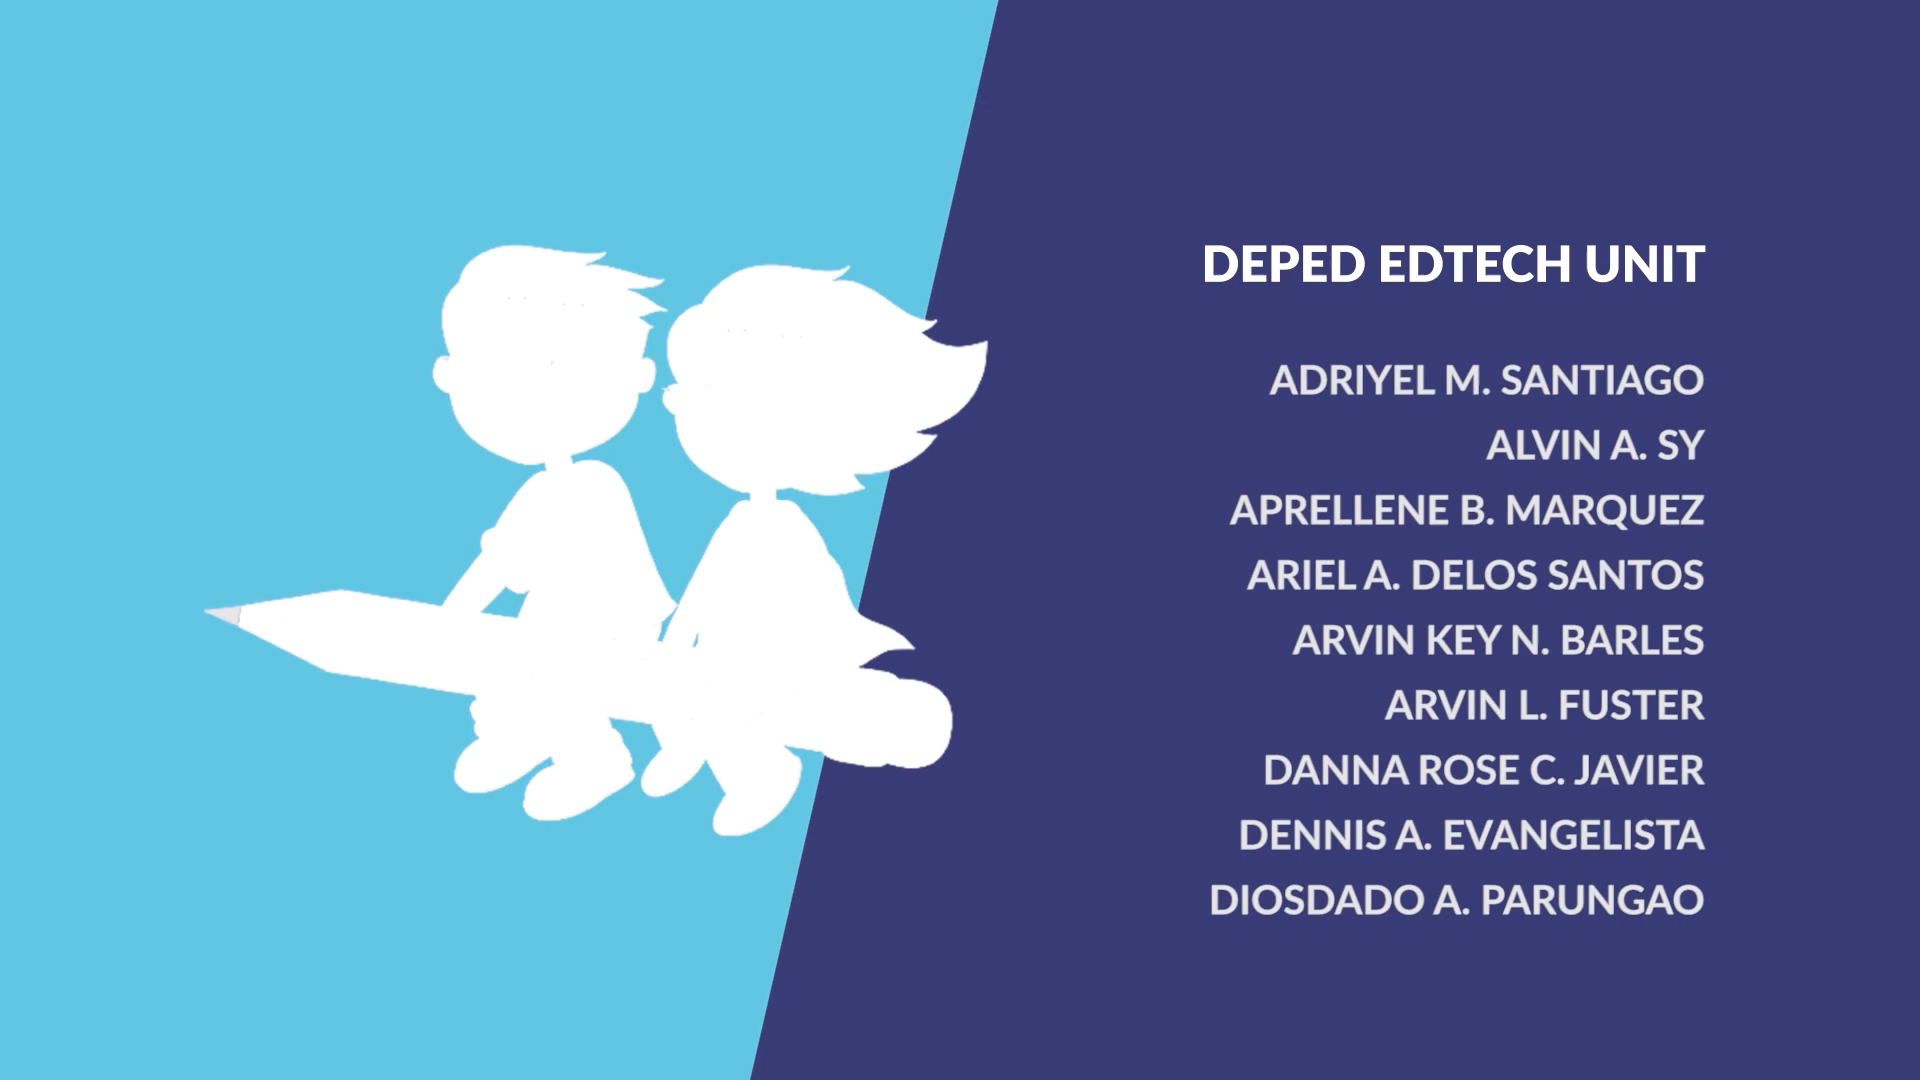 DEPED EDTECH UNIT
ADRIYEL M. SANTIAGO
ALVIN A. SY
APRELLENE B. MARQUEZ
ARIEL A. DELOS SANTOS
ARVIN KEY N. BARLES
ARVIN L. FUSTER
DANNA ROSE C. JAVIER
DENNIS A. EVANGELISTA
DIOSDADO A. PARUNGAO